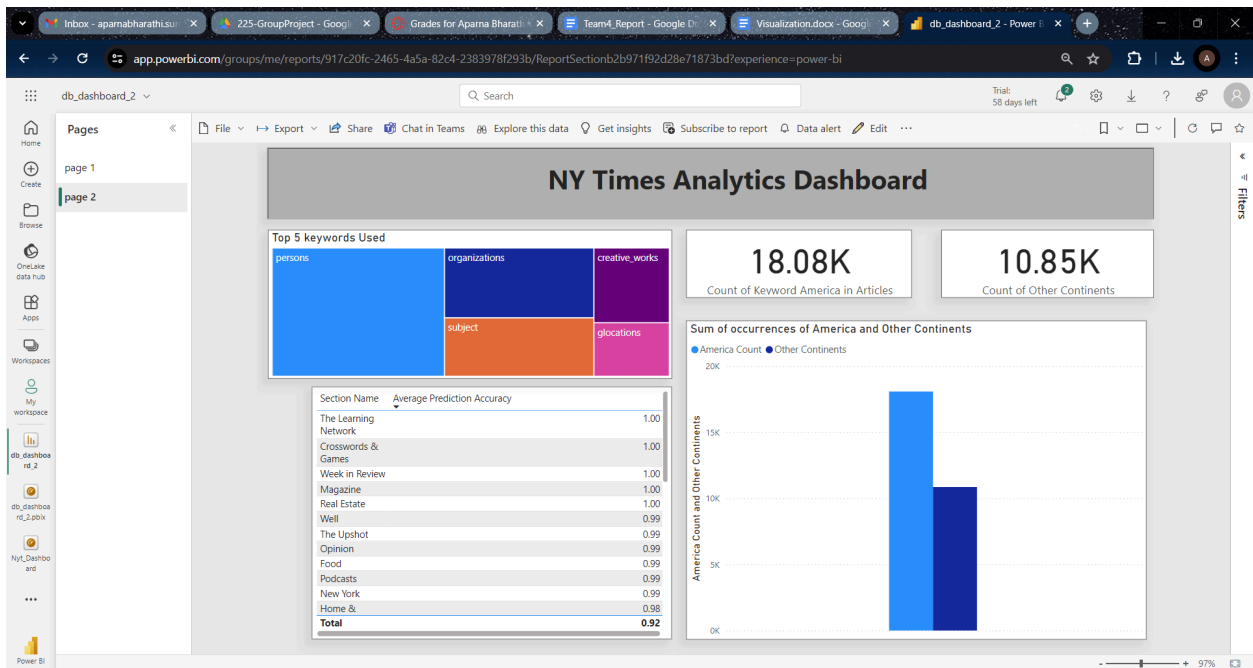 Inbox - aparnabharathi.sur
225-GroupProject - Google
Grades for Aparna Bharath
Team4_Report - Google Do
Visualization.docx - Google
db_dashboard_2 - Power B
app.powerbi.com/groups/me/reports/917c20fc-2465-4a5a-82c4-2383978f293b/ReportSectionb2b971f92d28e71873bd?experience=power-bi
A
db_dashboard_2
Search
Trial:
58 days left
2
Home
Create
Browse
OneLake
data hub
Apps
Workspaces
My
workspace
db_dashboa
rd_2
db_dashboa
rd_2.pbix
Nyt_Dashbo
ard
Power BI
Pages
page 1
page 2
File
Export
Share
Chat in Teams
Explore this data
Get insights
Subscribe to report
Data alert
Edit
NY Times Analytics Dashboard
Top 5 keywords Used
persons
organizations
creative_works
subject
glocations
18.08K
Count of Keyword America in Articles
10.85K
Count of Other Continents
Section Name Average Prediction Accuracy
The Learning
Network 1.00
Crosswords &
Games 1.00
Week in Review 1.00
Magazine 1.00
Real Estate 1.00
Well 0.99
The Upshot 0.99
Opinion 0.99
Food 0.99
Podcasts 0.99
New York 0.99
Home & 0.98
Total 0.92
Sum of occurrences of America and Other Continents
America Count Other Continents
America Count and Other Continents
20K
15K
10K
5K
0K
Filters
97%